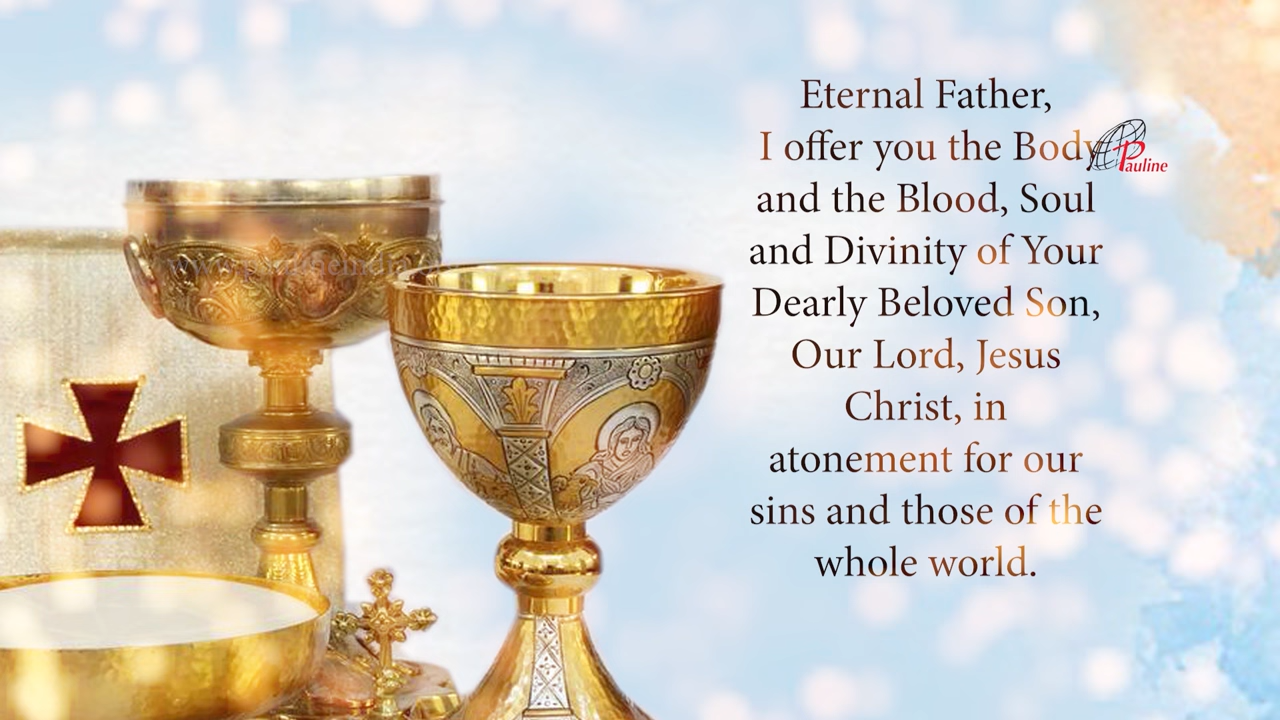 Eternal Father,
I offer you the Body
and the Blood, Soul
and Divinity of Your
Dearly Beloved Son,
Our Lord, Jesus
Christ, in
atonement for our
sins and those of the
whole world.
Pauline